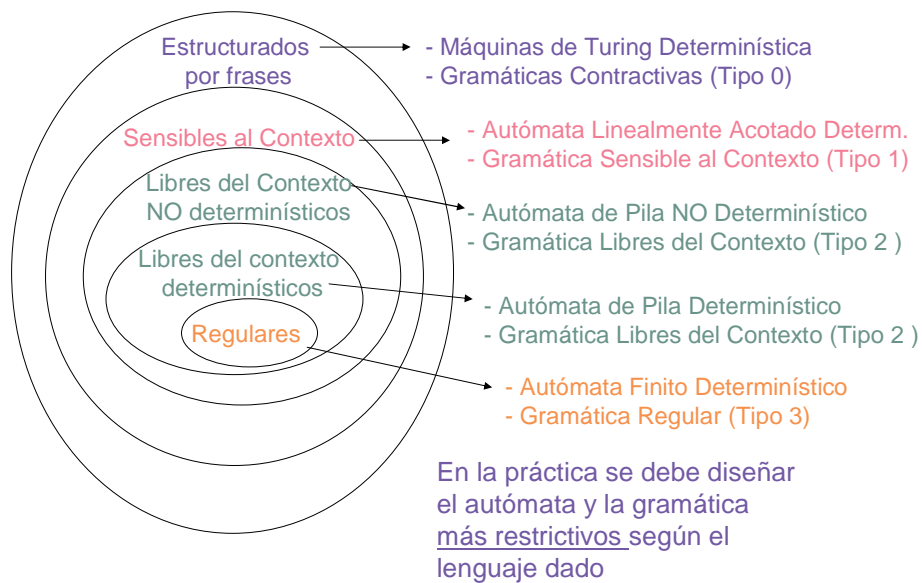 Estructurados
por frases
- Máquinas de Turing Determinística
- Gramáticas Contractivas (Tipo 0)
Sensibles al Contexto
- Autómata Linealmente Acotado Determ.
- Gramática Sensible al Contexto (Tipo 1)
Libres del Contexto
NO determinísticos
- Autómata de Pila NO Determinístico
- Gramática Libres del Contexto (Tipo 2 )
Libres del contexto
determinísticos
- Autómata de Pila Determinístico
- Gramática Libres del Contexto (Tipo 2 )
Regulares
- Autómata Finito Determinístico
- Gramática Regular (Tipo 3)
En la práctica se debe diseñar
el autómata y la gramática
más restrictivos según el
lenguaje dado